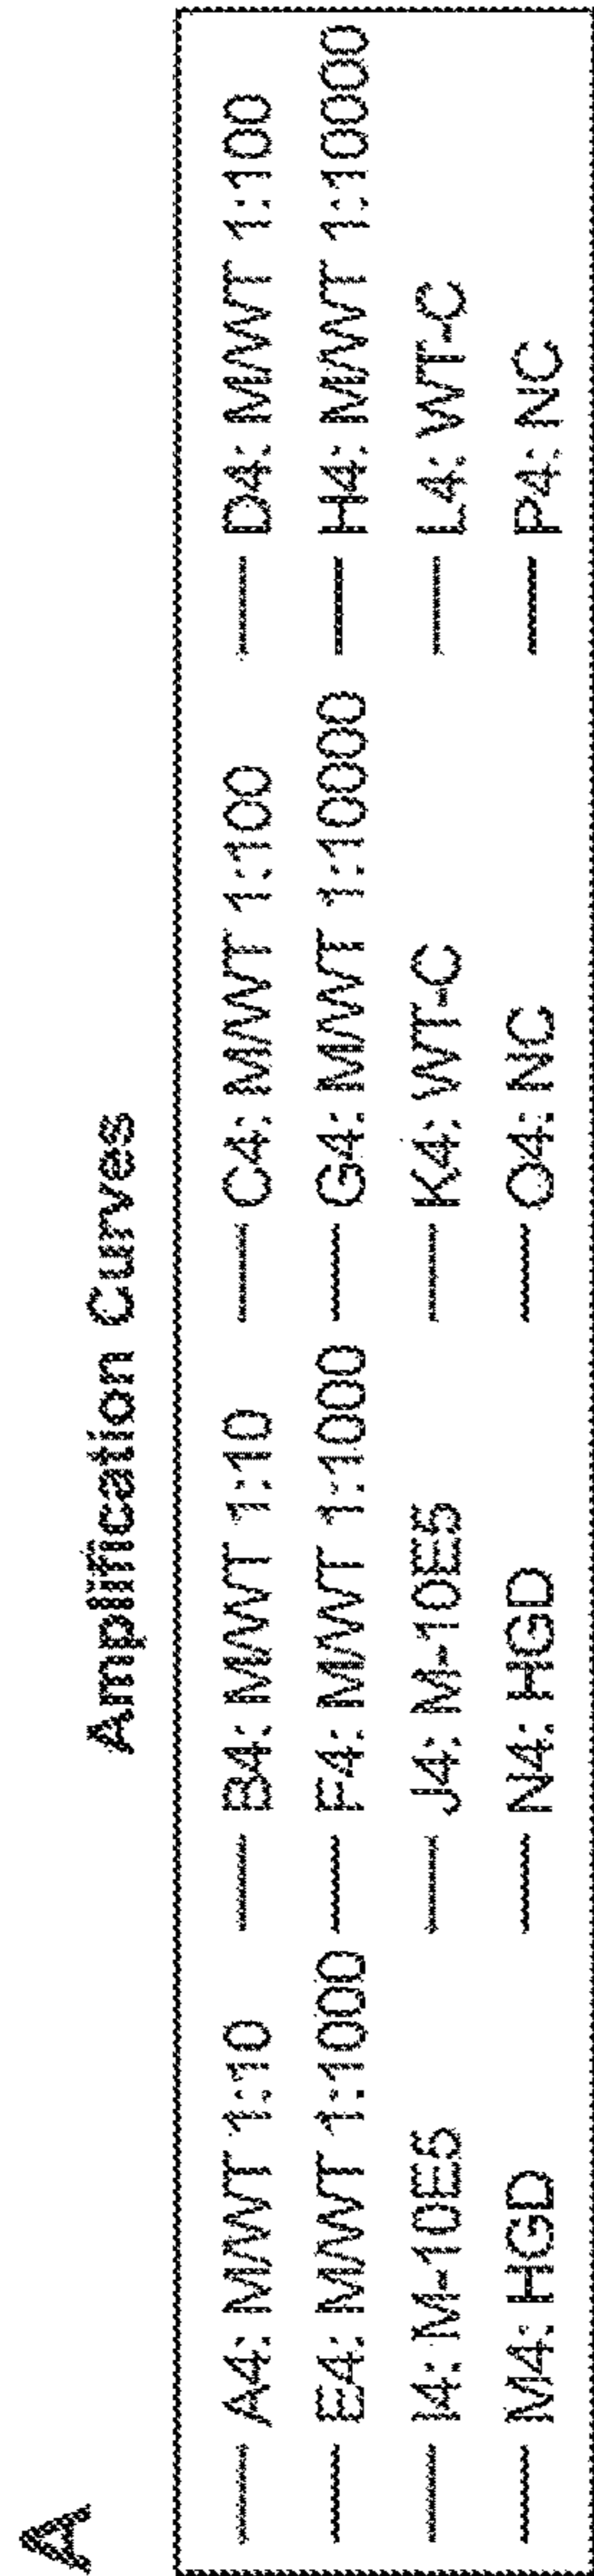 A
Amplification Curves
A4: M/WT 1:10 B4: M/WT 1:10 C4: M/WT 1:100 D4: M/WT 1:100
E4: M/WT 1:1000 F4: M/WT 1:1000 G4: M/WT 1:10000 H4: M/WT 1:10000
I4: M-10E5 J4: M-10E5 K4: WT-C L4: WT-C
M4: HGD N4: HGD O4: NC P4: NC